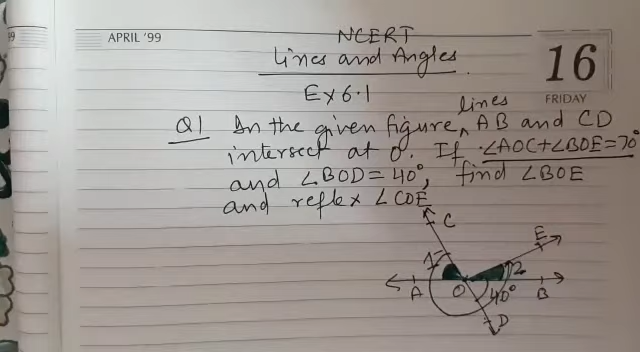 APRIL '99
NCERT
Lines and Angles
16
FRIDAY
Ex 6.1
Q1 In the given figure, lines AB and CD
intersect at O. If ∠AOC+∠BOE=70°
and ∠BOD=40°, find ∠BOE
and reflex ∠COE
C
E
1
2
A
O
40°
B
D